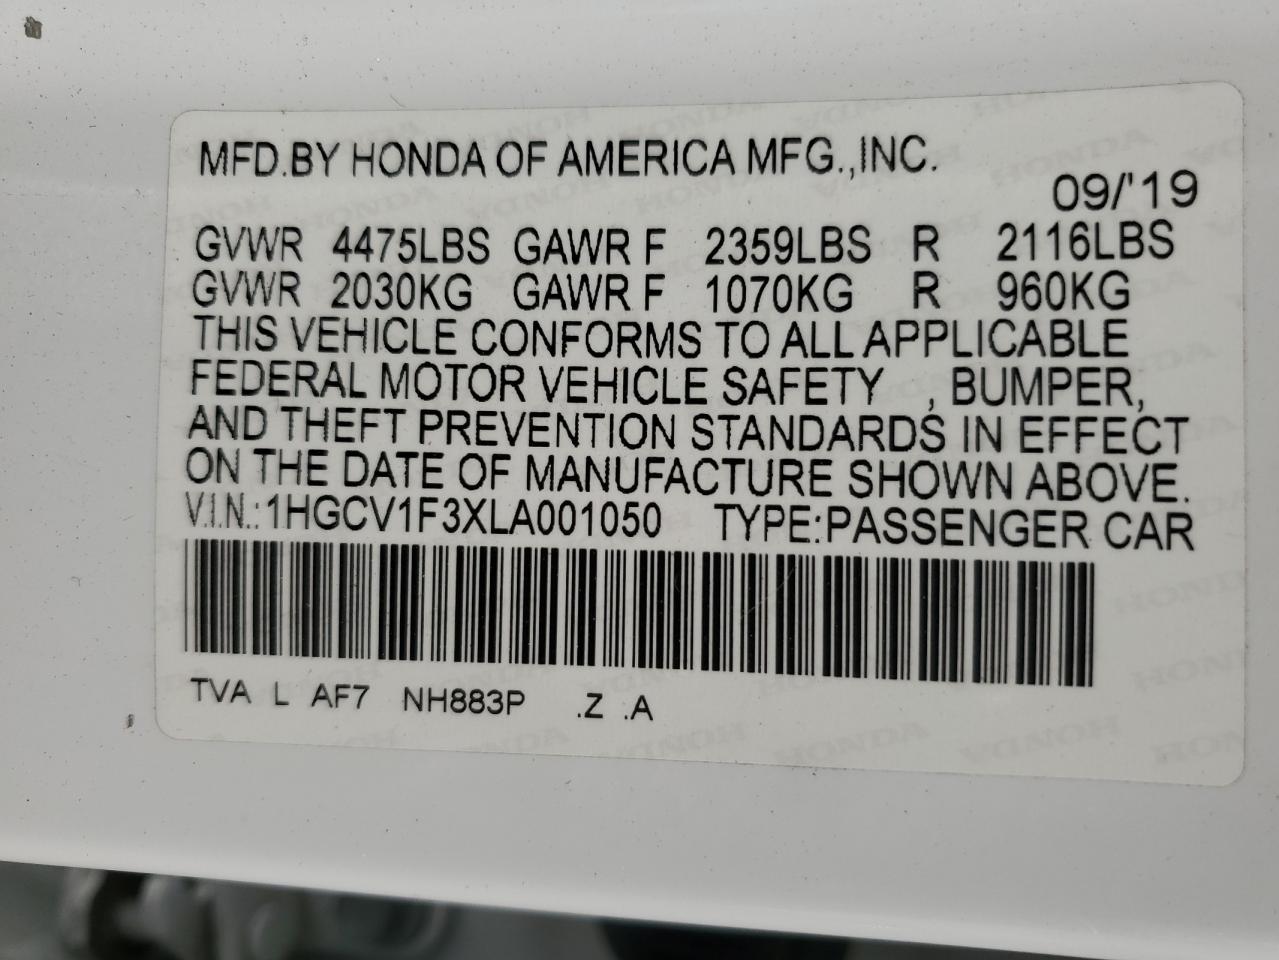 MFD.BY HONDA OF AMERICA MFG.,INC.
09/'19
GVWR 4475LBS GAWR F 2359LBS R 2116LBS
GVWR 2030KG GAWR F 1070KG R 960KG
THIS VEHICLE CONFORMS TO ALL APPLICABLE
FEDERAL MOTOR VEHICLE SAFETY , BUMPER,
AND THEFT PREVENTION STANDARDS IN EFFECT
ON THE DATE OF MANUFACTURE SHOWN ABOVE.
V.I.N.:1HGCV1F3XLA001050 TYPE:PASSENGER CAR
TVA L AF7 NH883P .Z .A